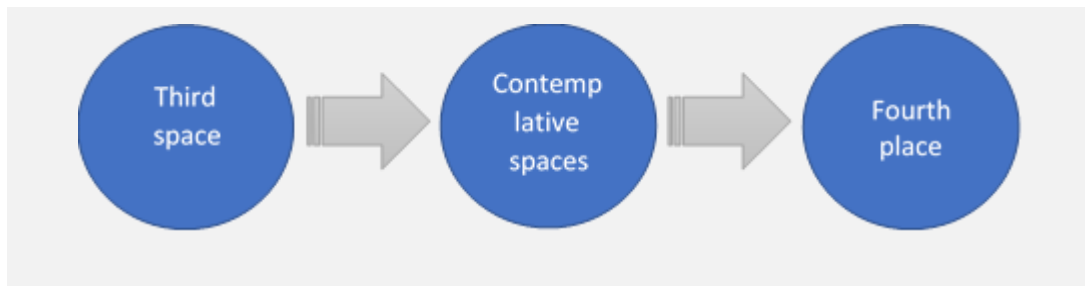 Third
space
Contemp
lative
spaces
Fourth
place